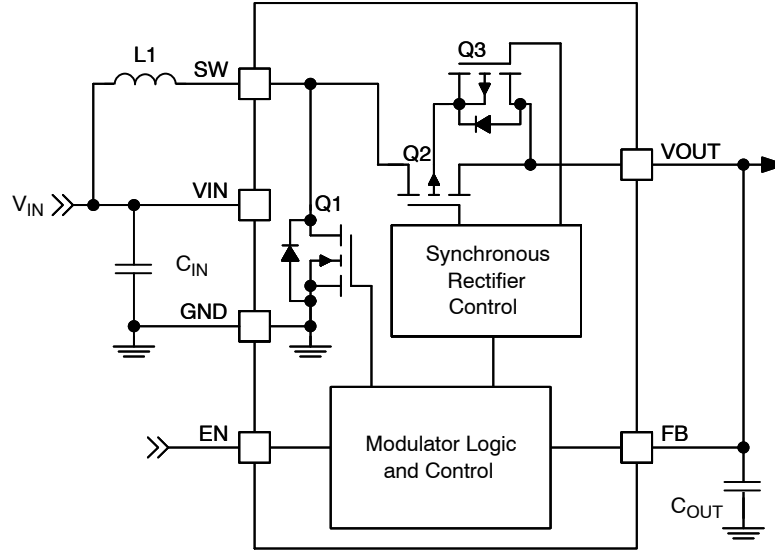 L1
SW
Q3
Q2
VOUT
VIN
VIN
Q1
CIN
Synchronous
Rectifier
Control
GND
EN
Modulator Logic
and Control
FB
COUT